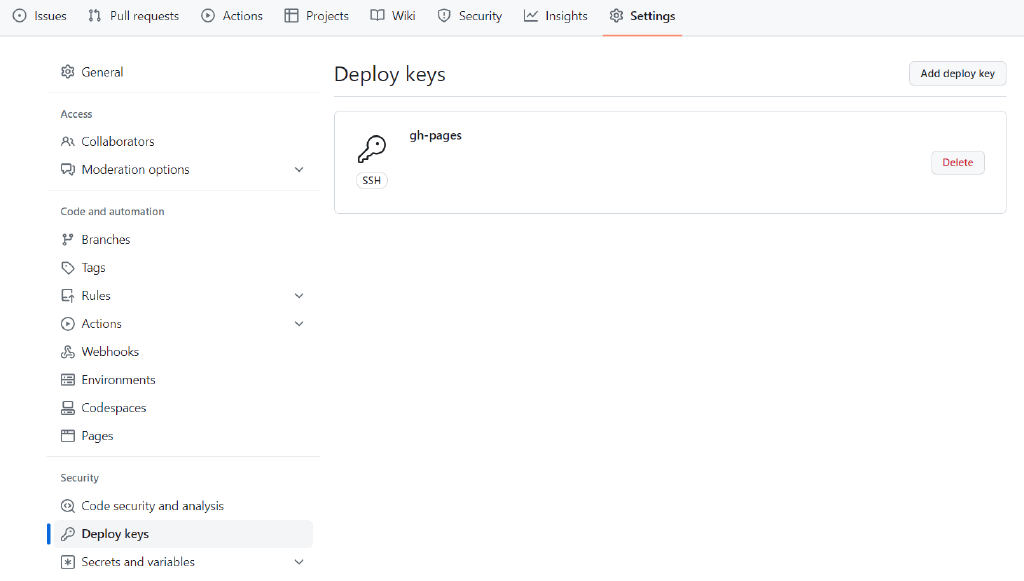 Issues Pull requests Actions Projects Wiki Security Insights Settings
General
Access
Collaborators
Moderation options
Code and automation
Branches
Tags
Rules
Actions
Webhooks
Environments
Codespaces
Pages
Security
Code security and analysis
Deploy keys
Secrets and variables
Deploy keys
Add deploy key
gh-pages
SSH
Delete